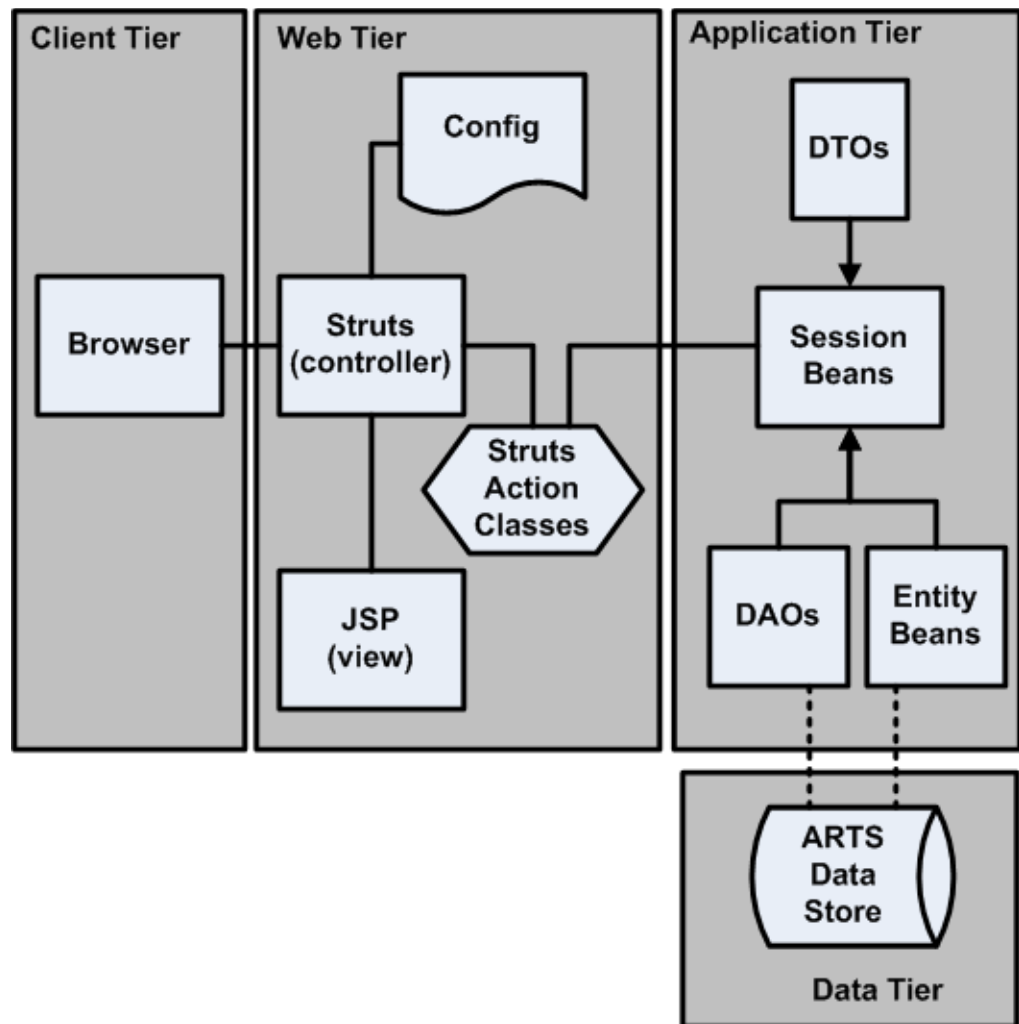 Client Tier
Web Tier
Application Tier
Config
DTOs
Browser
Struts
(controller)
Session
Beans
Struts
Action
Classes
JSP
(view)
DAOs
Entity
Beans
ARTS
Data
Store
Data Tier